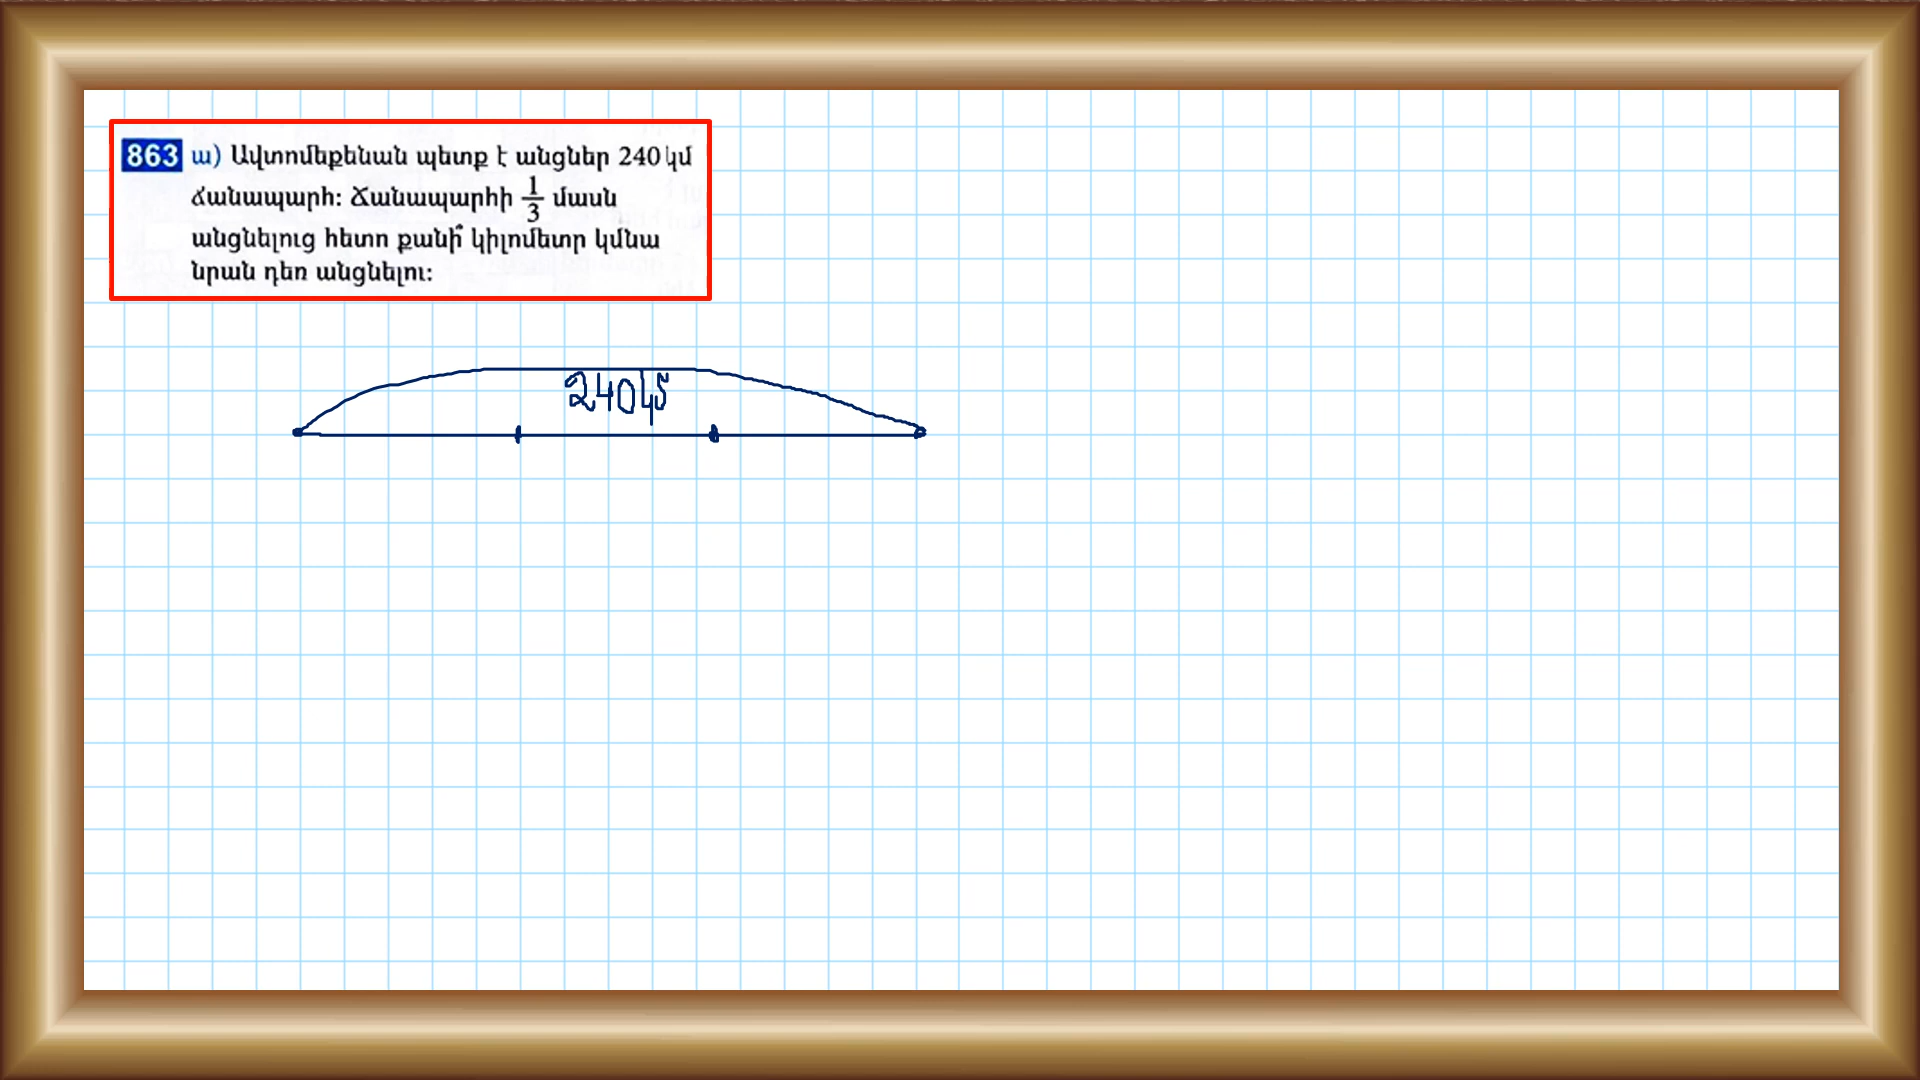 863 ա) Ավտոմեքենան պետք է անցներ 240 կմ
ճանապարհ: Ճանապարհի 1/3 մասն
անցնելուց հետո քանի՞ կիլոմետր կմնա
նրան դեռ անցնելու:
240կմ